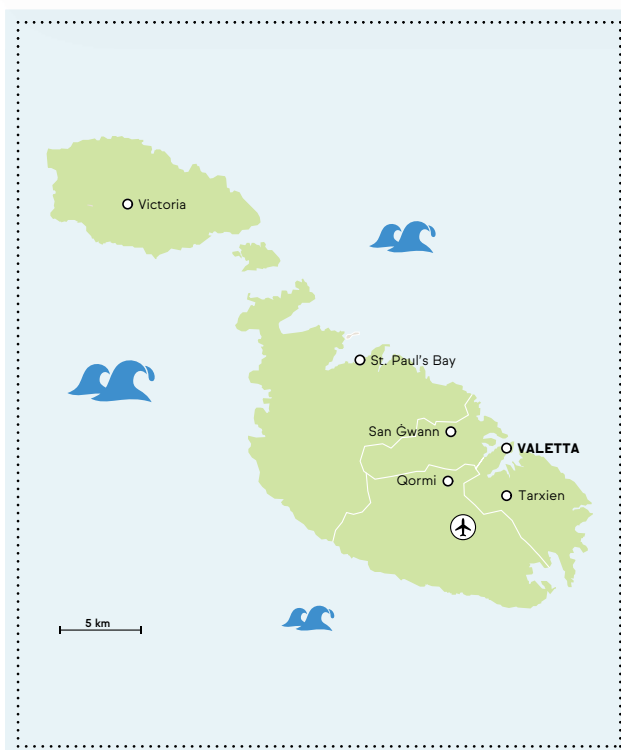 Victoria
St. Paul's Bay
San Ġwann
VALETTA
Qormi
Tarxien
5 km